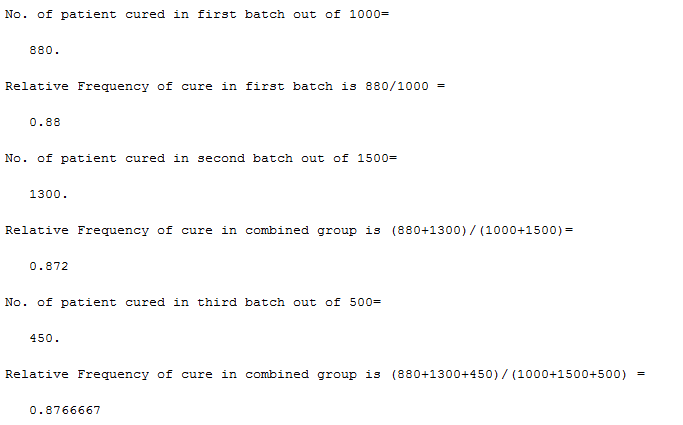 No. of patient cured in first batch out of 1000=
880.
Relative Frequency of cure in first batch is 880/1000 =
0.88
No. of patient cured in second batch out of 1500=
1300.
Relative Frequency of cure in combined group is (880+1300)/(1000+1500)=
0.872
No. of patient cured in third batch out of 500=
450.
Relative Frequency of cure in combined group is (880+1300+450)/(1000+1500+500) =
0.8766667